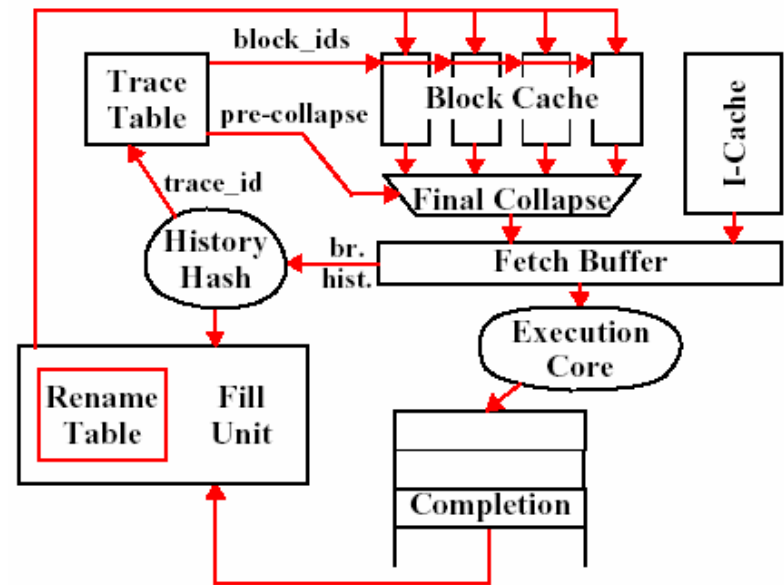 block_ids
Trace
Table
pre-collapse
Block Cache
I-Cache
trace_id
Final Collapse
History
Hash
br.
hist.
Fetch Buffer
Execution
Core
Rename
Table
Fill
Unit
Completion